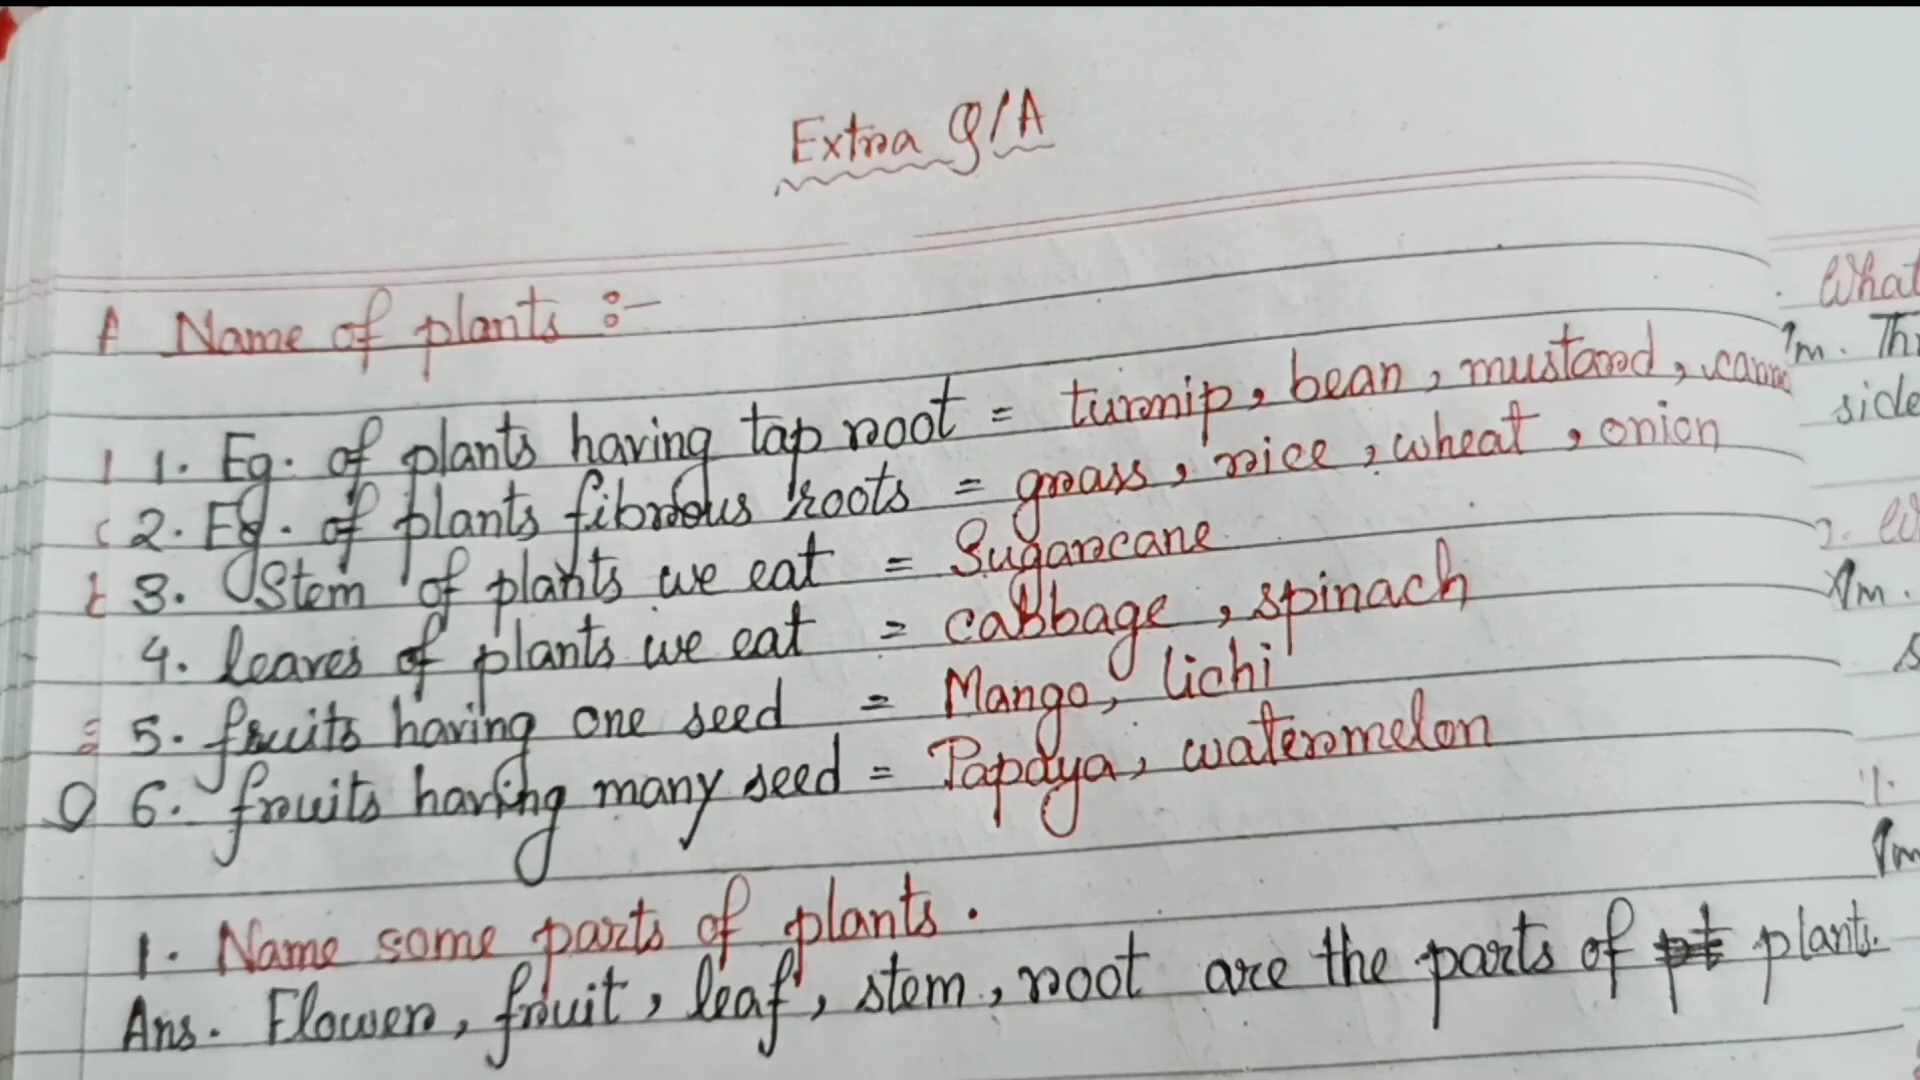 Extra Q/A
A Name of plants :-
1. Eg. of plants having tap root = turnip, bean, mustard,
2. Eg. of plants fibrous roots = grass, rice, wheat, onion
3. Stem of plants we eat = Sugarcane
4. leaves of plants we eat = cabbage, spinach
5. fruits having one seed = Mango, lichi
6. fruits having many seed = Papaya, watermelon
1. Name some parts of plants.
Ans. Flower, fruit, leaf, stem, root are the parts of plants.
What
side